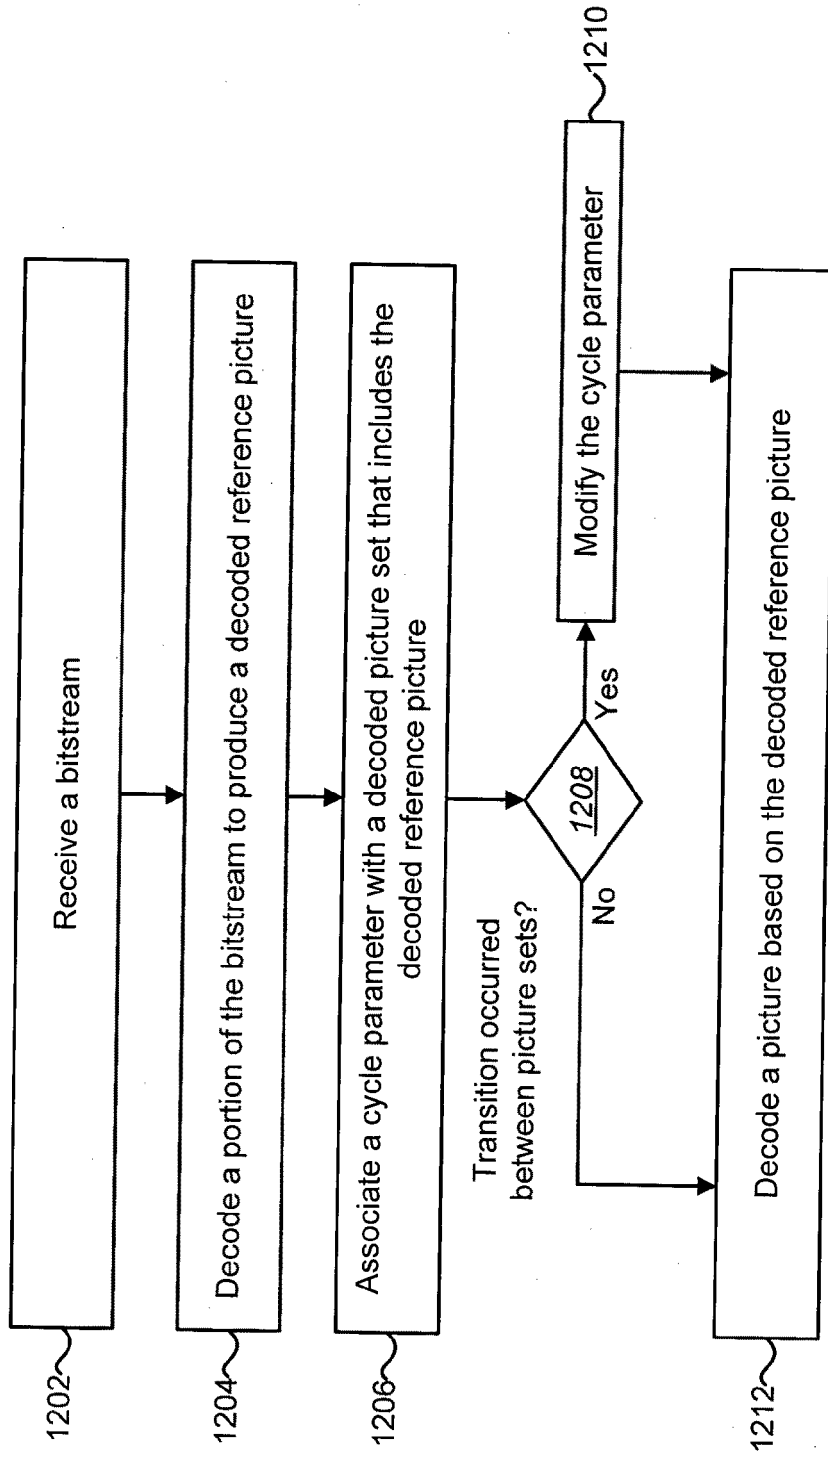 1202
Receive a bitstream
1204
Decode a portion of the bitstream to produce a decoded reference picture
1206
Associate a cycle parameter with a decoded picture set that includes the
decoded reference picture
Transition occurred
between picture sets?
1208
Yes
No
Modify the cycle parameter
1210
1212
Decode a picture based on the decoded reference picture